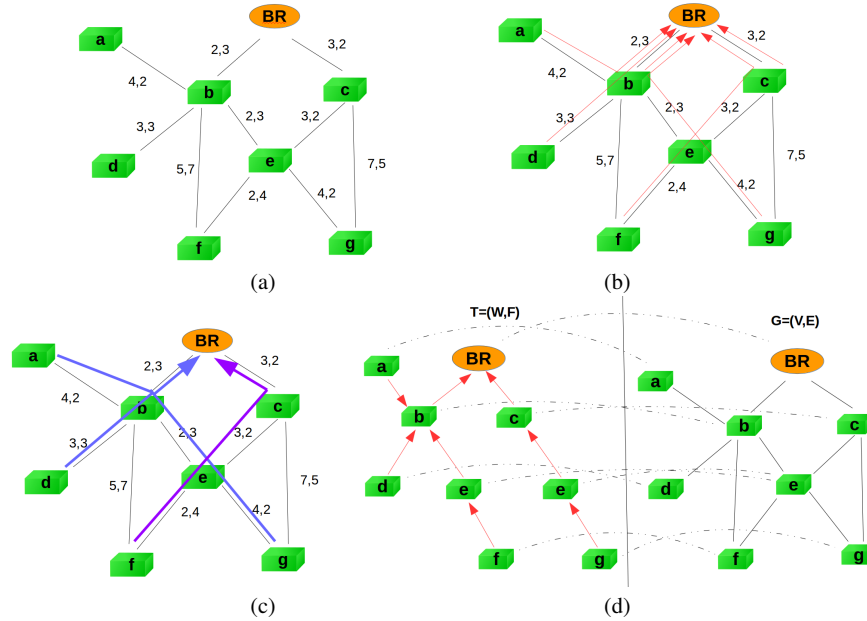 BR
a
2,3
3,2
4,2
b
c
3,3
2,3
3,2
d
e
5,7
7,5
2,4
4,2
f
g
(a)
BR
a
2,3
3,2
4,2
b
c
3,3
2,3
3,2
d
e
5,7
7,5
2,4
4,2
f
g
(b)
BR
a
2,3
3,2
4,2
b
c
3,3
2,3
3,2
d
e
5,7
7,5
2,4
4,2
f
g
(c)
T=(W,F)
G=(V,E)
BR
a
b
c
d
e
e
f
g
BR
a
b
c
d
e
f
g
(d)